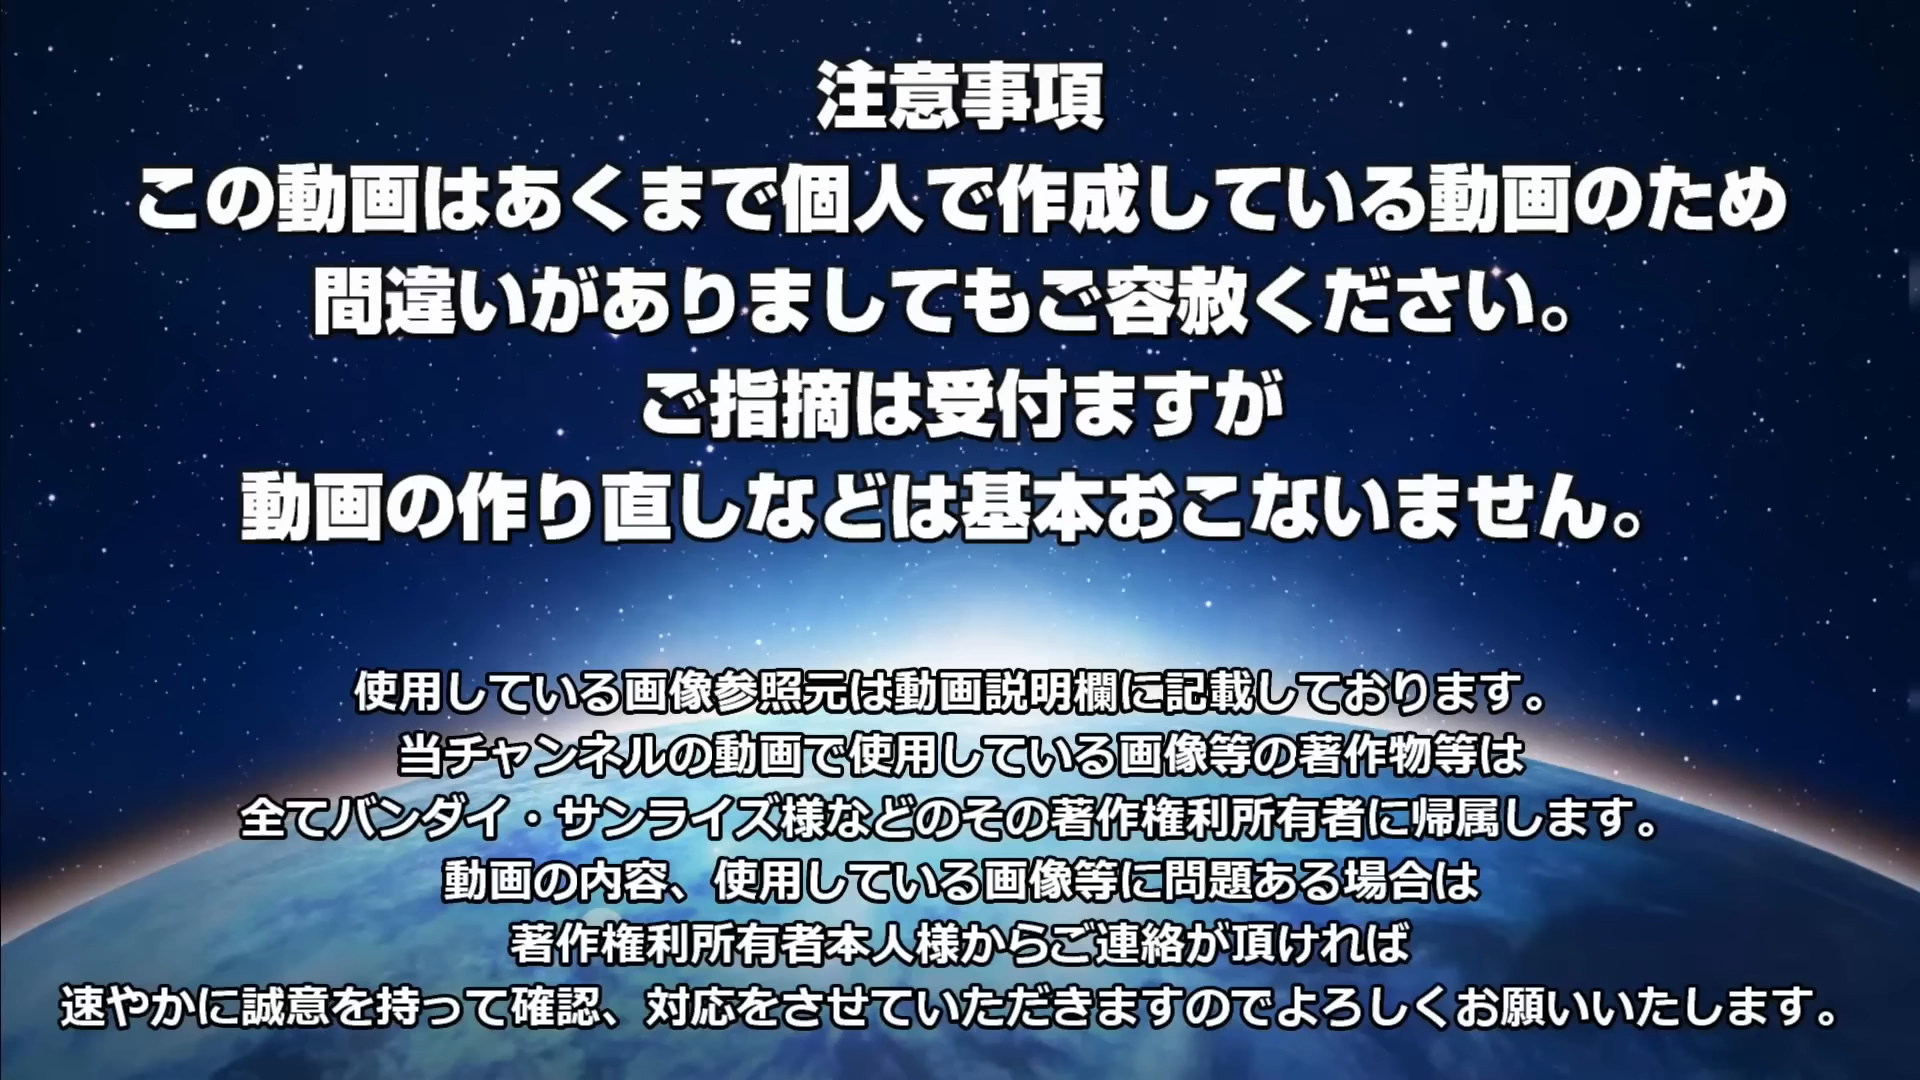 注意事項
この動画はあくまで個人で作成している動画のため
間違いがありましてもご容赦ください。
ご指摘は受付ますが
動画の作り直しなどは基本おこないません。
使用している画像参照元は動画説明欄に記載しております。
当チャンネルの動画で使用している画像等の著作物等は
全てバンダイ・サンライズ様などのその著作権利所有者に帰属します。
動画の内容、使用している画像等に問題ある場合は
著作権利所有者本人様からご連絡が頂ければ
速やかに誠意を持って確認、対応をさせていただきますのでよろしくお願いいたします。